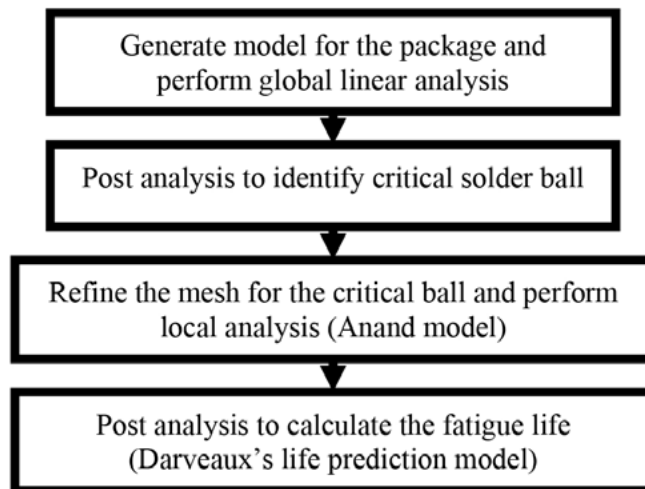 Generate model for the package and
perform global linear analysis
Post analysis to identify critical solder ball
Refine the mesh for the critical ball and perform
local analysis (Anand model)
Post analysis to calculate the fatigue life
(Darveaux’s life prediction model)